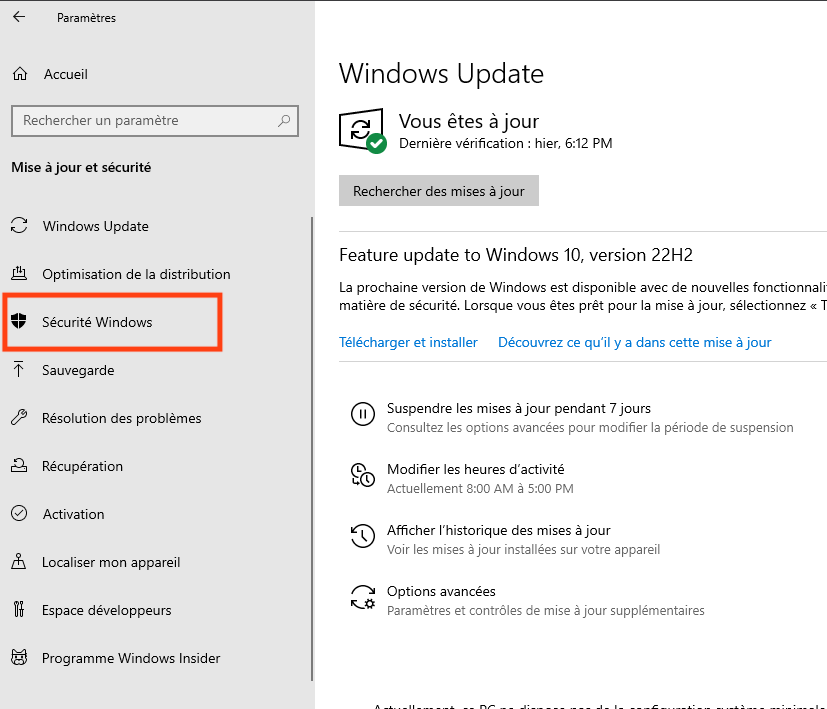 Paramètres
Accueil
Rechercher un paramètre
Mise à jour et sécurité
Windows Update
Optimisation de la distribution
Sécurité Windows
Sauvegarde
Résolution des problèmes
Récupération
Activation
Localiser mon appareil
Espace développeurs
Programme Windows Insider
Windows Update
Vous êtes à jour
Dernière vérification : hier, 6:12 PM
Rechercher des mises à jour
Feature update to Windows 10, version 22H2
La prochaine version de Windows est disponible avec de nouvelles fonctionnali
matière de sécurité. Lorsque vous êtes prêt pour la mise à jour, sélectionnez « T
Télécharger et installer Découvrez ce qu’il y a dans cette mise à jour
Suspendre les mises à jour pendant 7 jours
Consultez les options avancées pour modifier la période de suspension
Modifier les heures d’activité
Actuellement 8:00 AM à 5:00 PM
Afficher l’historique des mises à jour
Voir les mises à jour installées sur votre appareil
Options avancées
Paramètres et contrôles de mise à jour supplémentaires